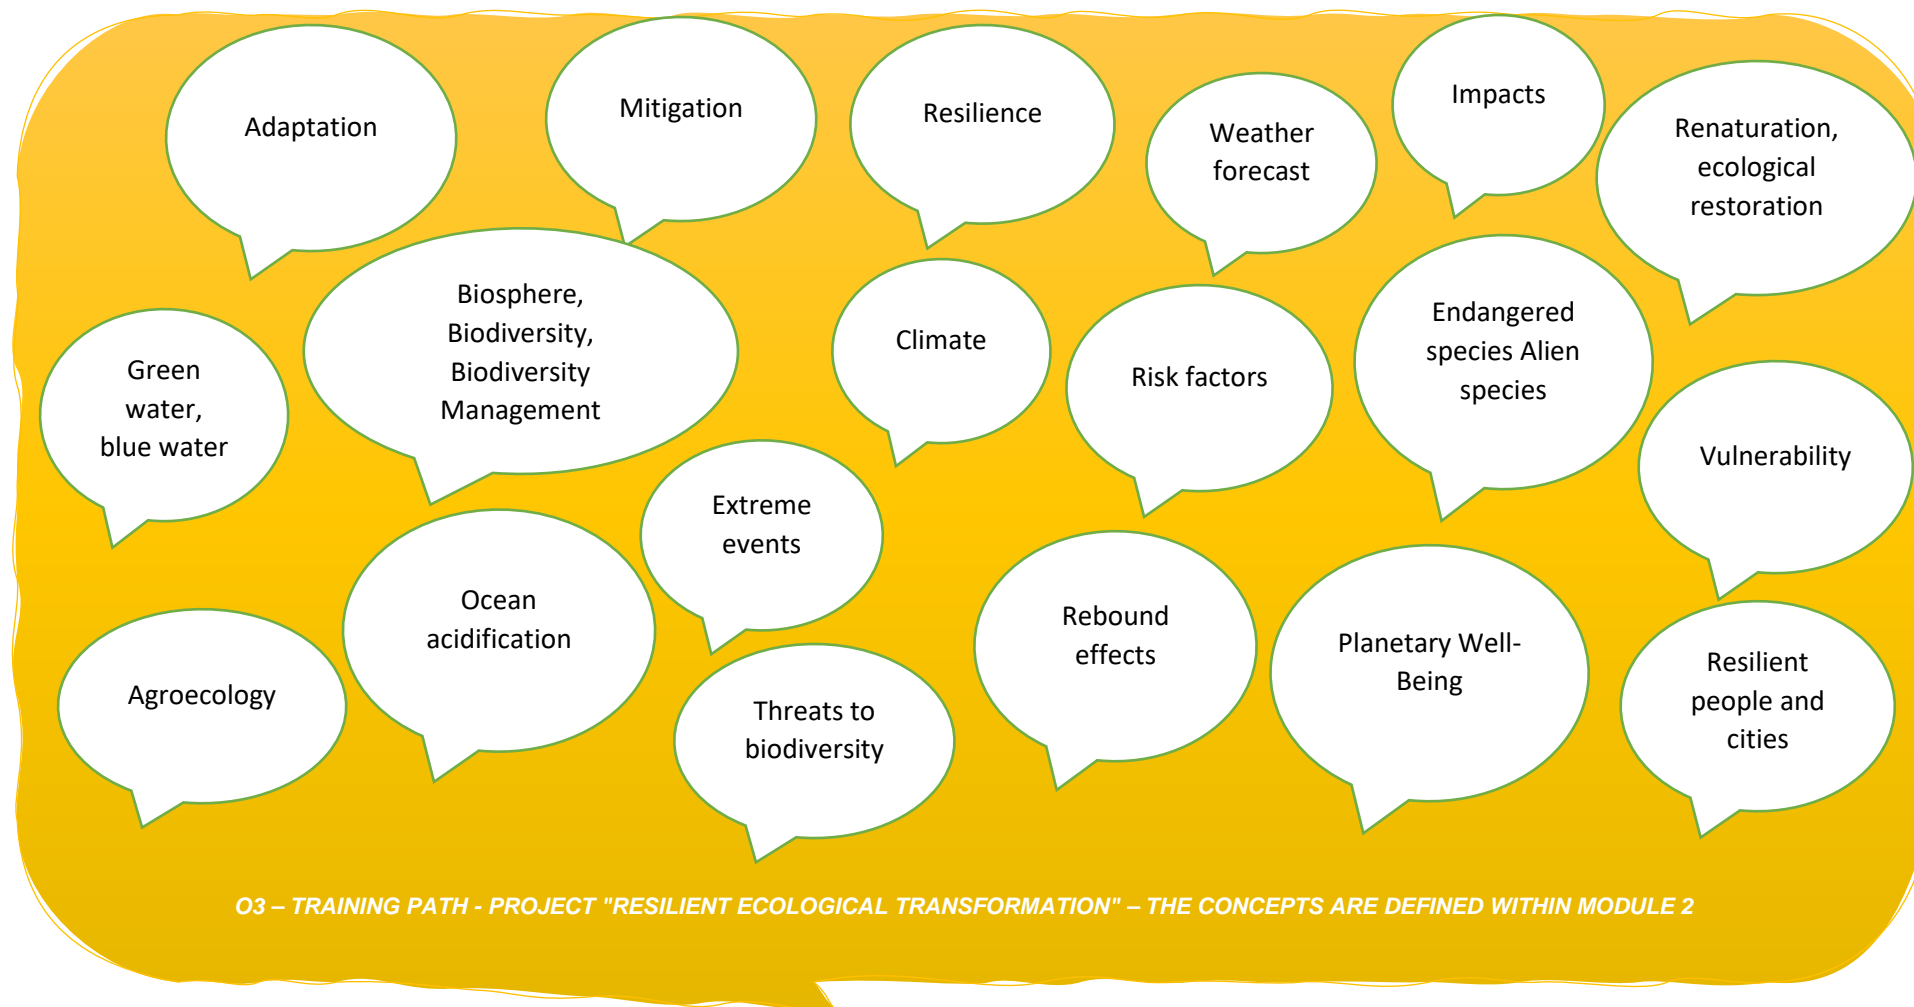 Adaptation
Mitigation
Resilience
Weather
forecast
Impacts
Renaturation,
ecological
restoration
Green
water,
blue water
Biosphere,
Biodiversity,
Biodiversity
Management
Climate
Risk factors
Endangered
species Alien
species
Vulnerability
Extreme
events
Agroecology
Ocean
acidification
Threats to
biodiversity
Rebound
effects
Planetary Well-
Being
Resilient
people and
cities
O3 – TRAINING PATH - PROJECT "RESILIENT ECOLOGICAL TRANSFORMATION" – THE CONCEPTS ARE DEFINED WITHIN MODULE 2